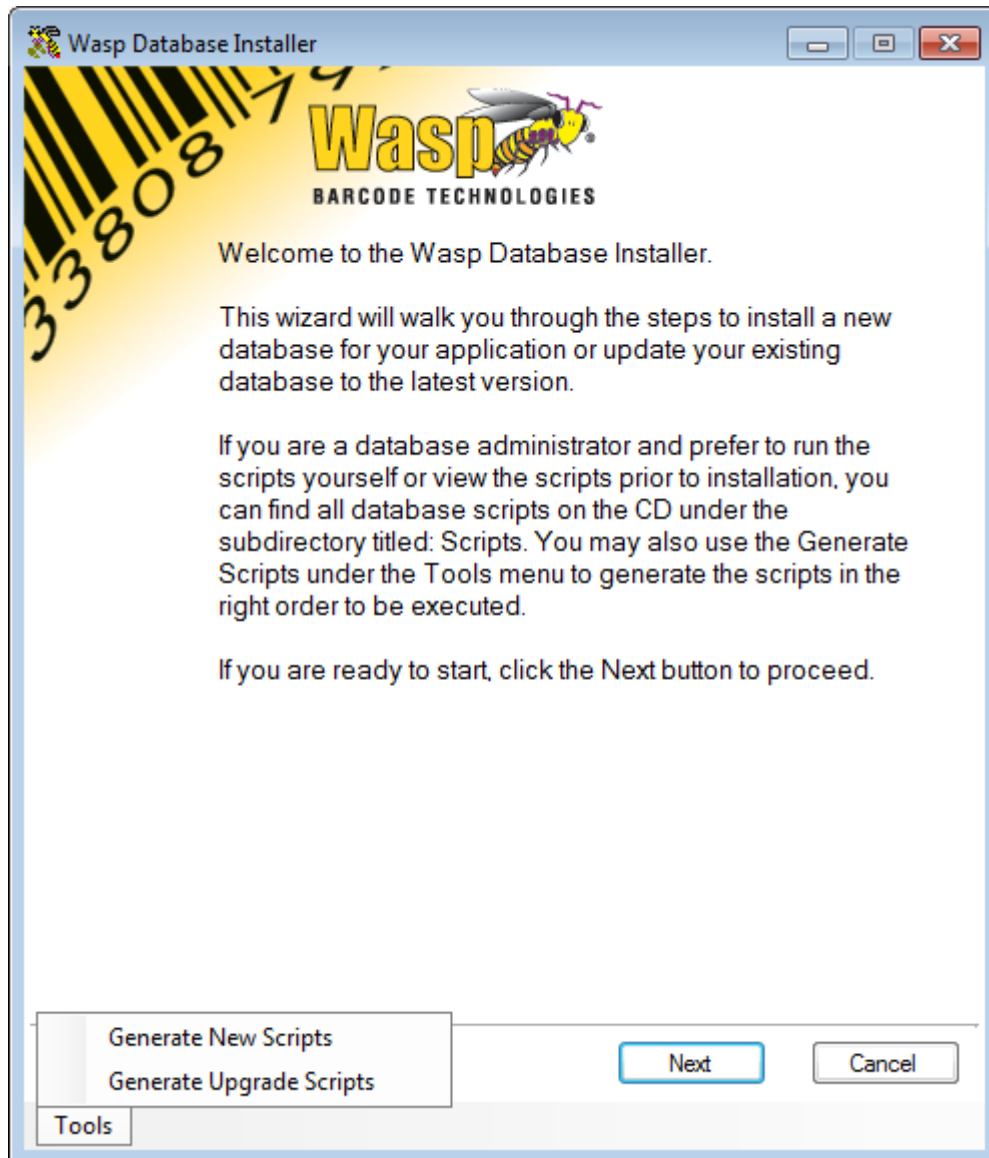 Wasp Database Installer
Wasp
BARCODE TECHNOLOGIES
Welcome to the Wasp Database Installer.
This wizard will walk you through the steps to install a new
database for your application or update your existing
database to the latest version.
If you are a database administrator and prefer to run the
scripts yourself or view the scripts prior to installation, you
can find all database scripts on the CD under the
subdirectory titled: Scripts. You may also use the Generate
Scripts under the Tools menu to generate the scripts in the
right order to be executed.
If you are ready to start, click the Next button to proceed.
Generate New Scripts
Generate Upgrade Scripts
Next
Cancel
Tools